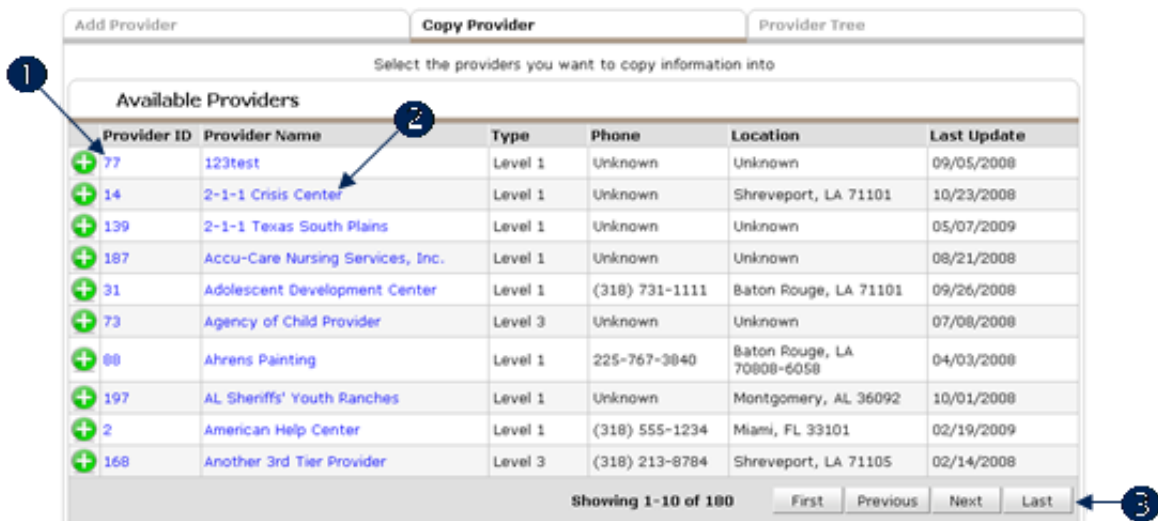 Add Provider Copy Provider Provider Tree
Select the providers you want to copy information into
1
Available Providers
2
Provider ID Provider Name Type Phone Location Last Update
77 123test Level 1 Unknown Unknown 09/05/2008
14 2-1-1 Crisis Center Level 1 Unknown Shreveport, LA 71101 10/23/2008
139 2-1-1 Texas South Plains Level 1 Unknown Unknown 05/07/2009
187 Accu-Care Nursing Services, Inc. Level 1 Unknown Unknown 08/21/2008
31 Adolescent Development Center Level 1 (318) 731-1111 Baton Rouge, LA 71101 09/26/2008
73 Agency of Child Provider Level 3 Unknown Unknown 07/08/2008
88 Ahrens Painting Level 1 225-767-3840 Baton Rouge, LA 70808-6058 04/03/2008
197 AL Sheriffs' Youth Ranches Level 1 Unknown Montgomery, AL 36092 10/01/2008
2 American Help Center Level 1 (318) 555-1234 Miami, FL 33101 02/19/2009
168 Another 3rd Tier Provider Level 3 (318) 213-8784 Shreveport, LA 71105 02/14/2008
Showing 1-10 of 180 First Previous Next Last
3